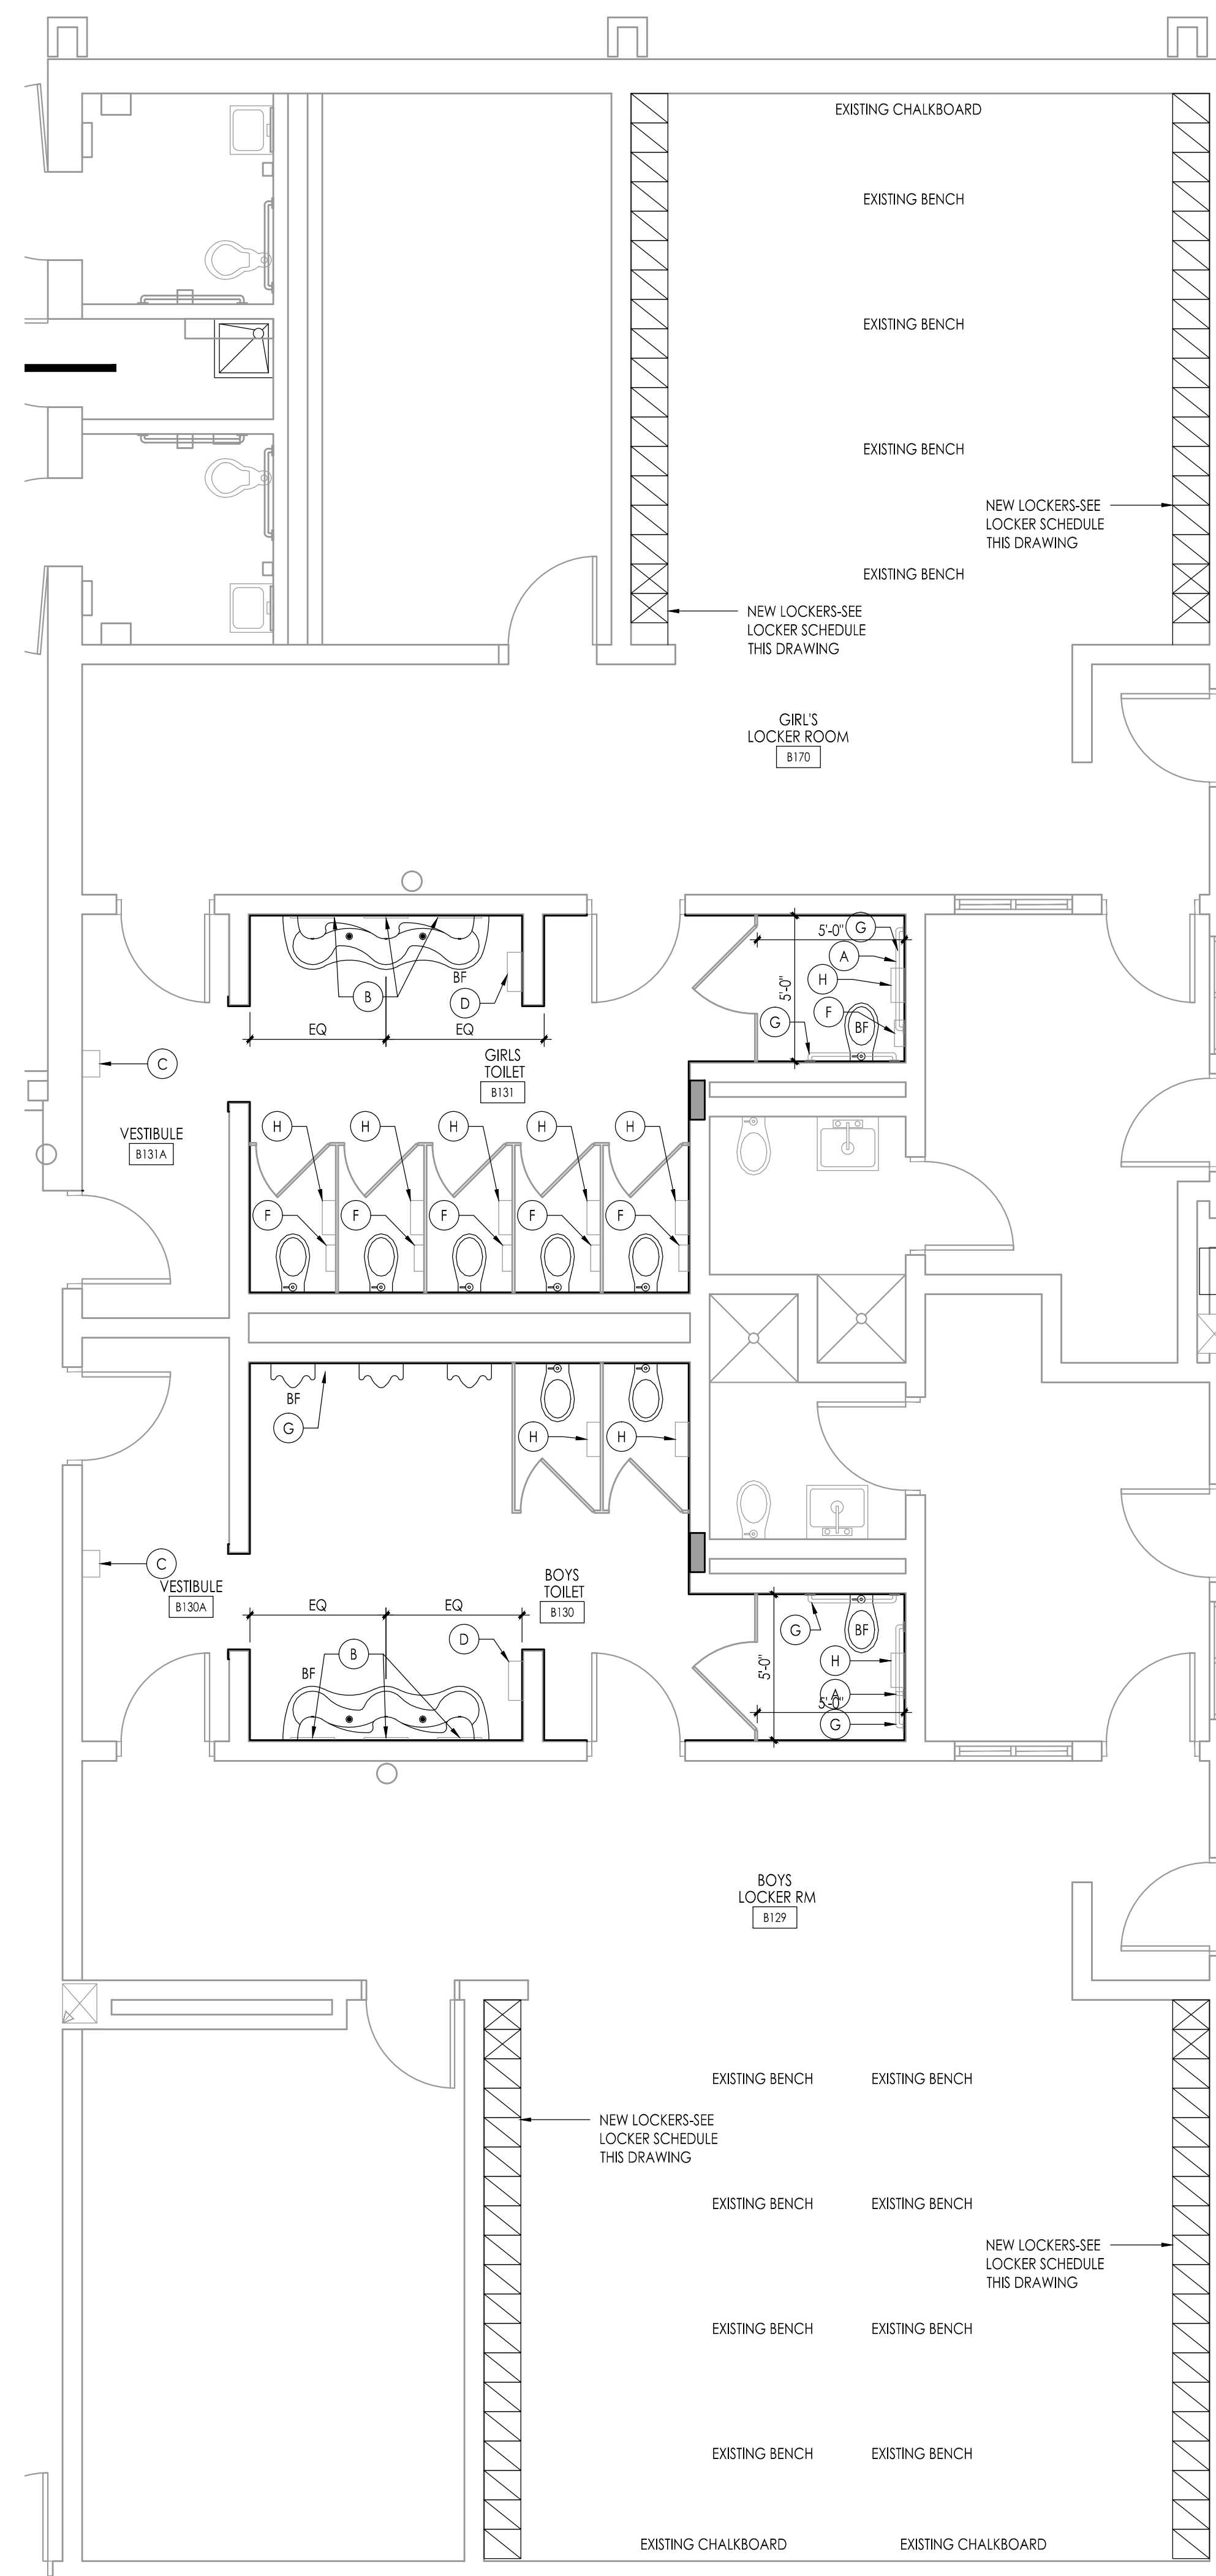 EXISTING CHALKBOARD
EXISTING BENCH
EXISTING BENCH
EXISTING BENCH
NEW LOCKERS-SEE
LOCKER SCHEDULE
THIS DRAWING
EXISTING BENCH
NEW LOCKERS-SEE
LOCKER SCHEDULE
THIS DRAWING
GIRL'S
LOCKER ROOM
B170
G
5'-0"
A
H
5'-0"
F
G
BF
BF
B
D
EQ
EQ
GIRLS
TOILET
B131
C
VESTIBULE
B131A
H
H
H
H
H
F
F
F
F
F
BF
G
H
H
C
VESTIBULE
B130A
BOYS
TOILET
B130
EQ
EQ
D
B
BF
G
BF
H
5'-0"
A
5'-0"
G
BOYS
LOCKER RM
B129
EXISTING BENCH
EXISTING BENCH
NEW LOCKERS-SEE
LOCKER SCHEDULE
THIS DRAWING
EXISTING BENCH
EXISTING BENCH
NEW LOCKERS-SEE
LOCKER SCHEDULE
THIS DRAWING
EXISTING BENCH
EXISTING BENCH
EXISTING BENCH
EXISTING BENCH
EXISTING CHALKBOARD
EXISTING CHALKBOARD